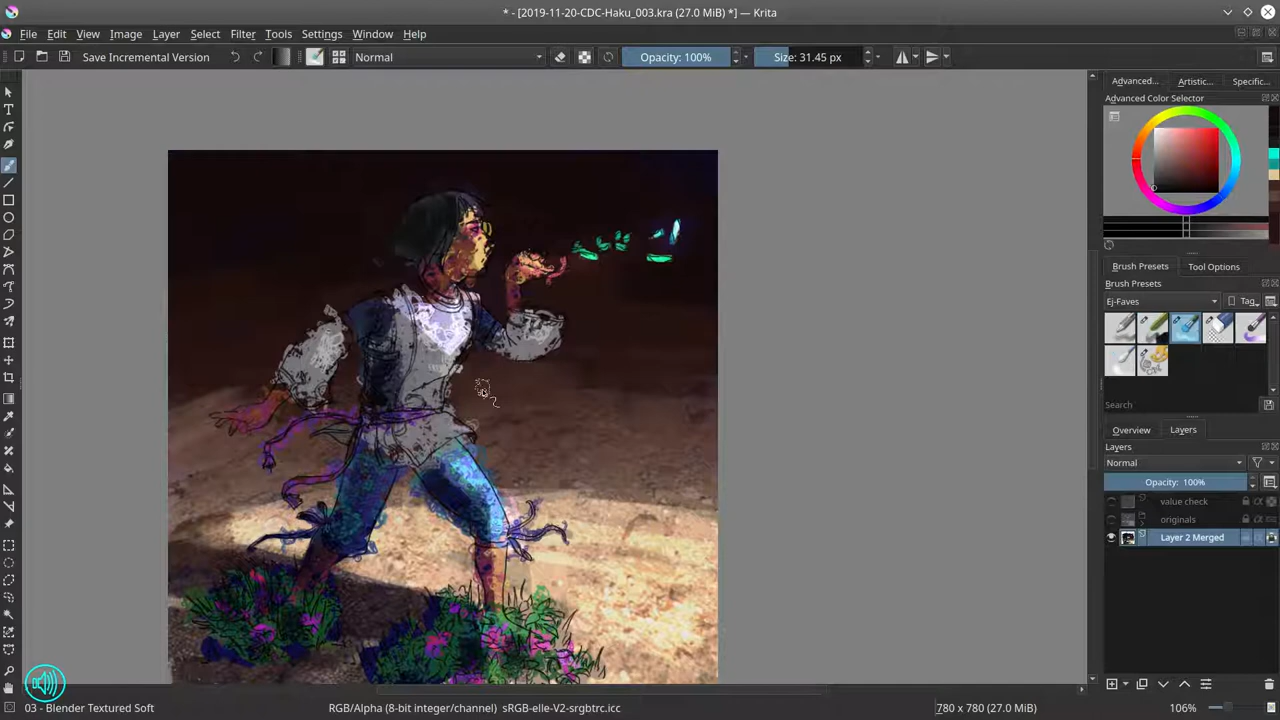 * - [2019-11-20-CDC-Haku_003.kra (27.0 MiB) *] — Krita
File Edit View Image Layer Select Filter Tools Settings Window Help
Save Incremental Version Normal Opacity: 100% Size: 31.45 px
Advanced... Artistic... Specific...
Advanced Color Selector
Brush Presets Tool Options
Brush Presets
Ej-Faves Tag
Search
Overview Layers
Layers
Normal
Opacity: 100%
value check
originals
Layer 2 Merged
03 - Blender Textured Soft RGB/Alpha (8-bit integer/channel) sRGB-elle-V2-srgbtrc.icc 780 x 780 (27.0 MiB) 106%